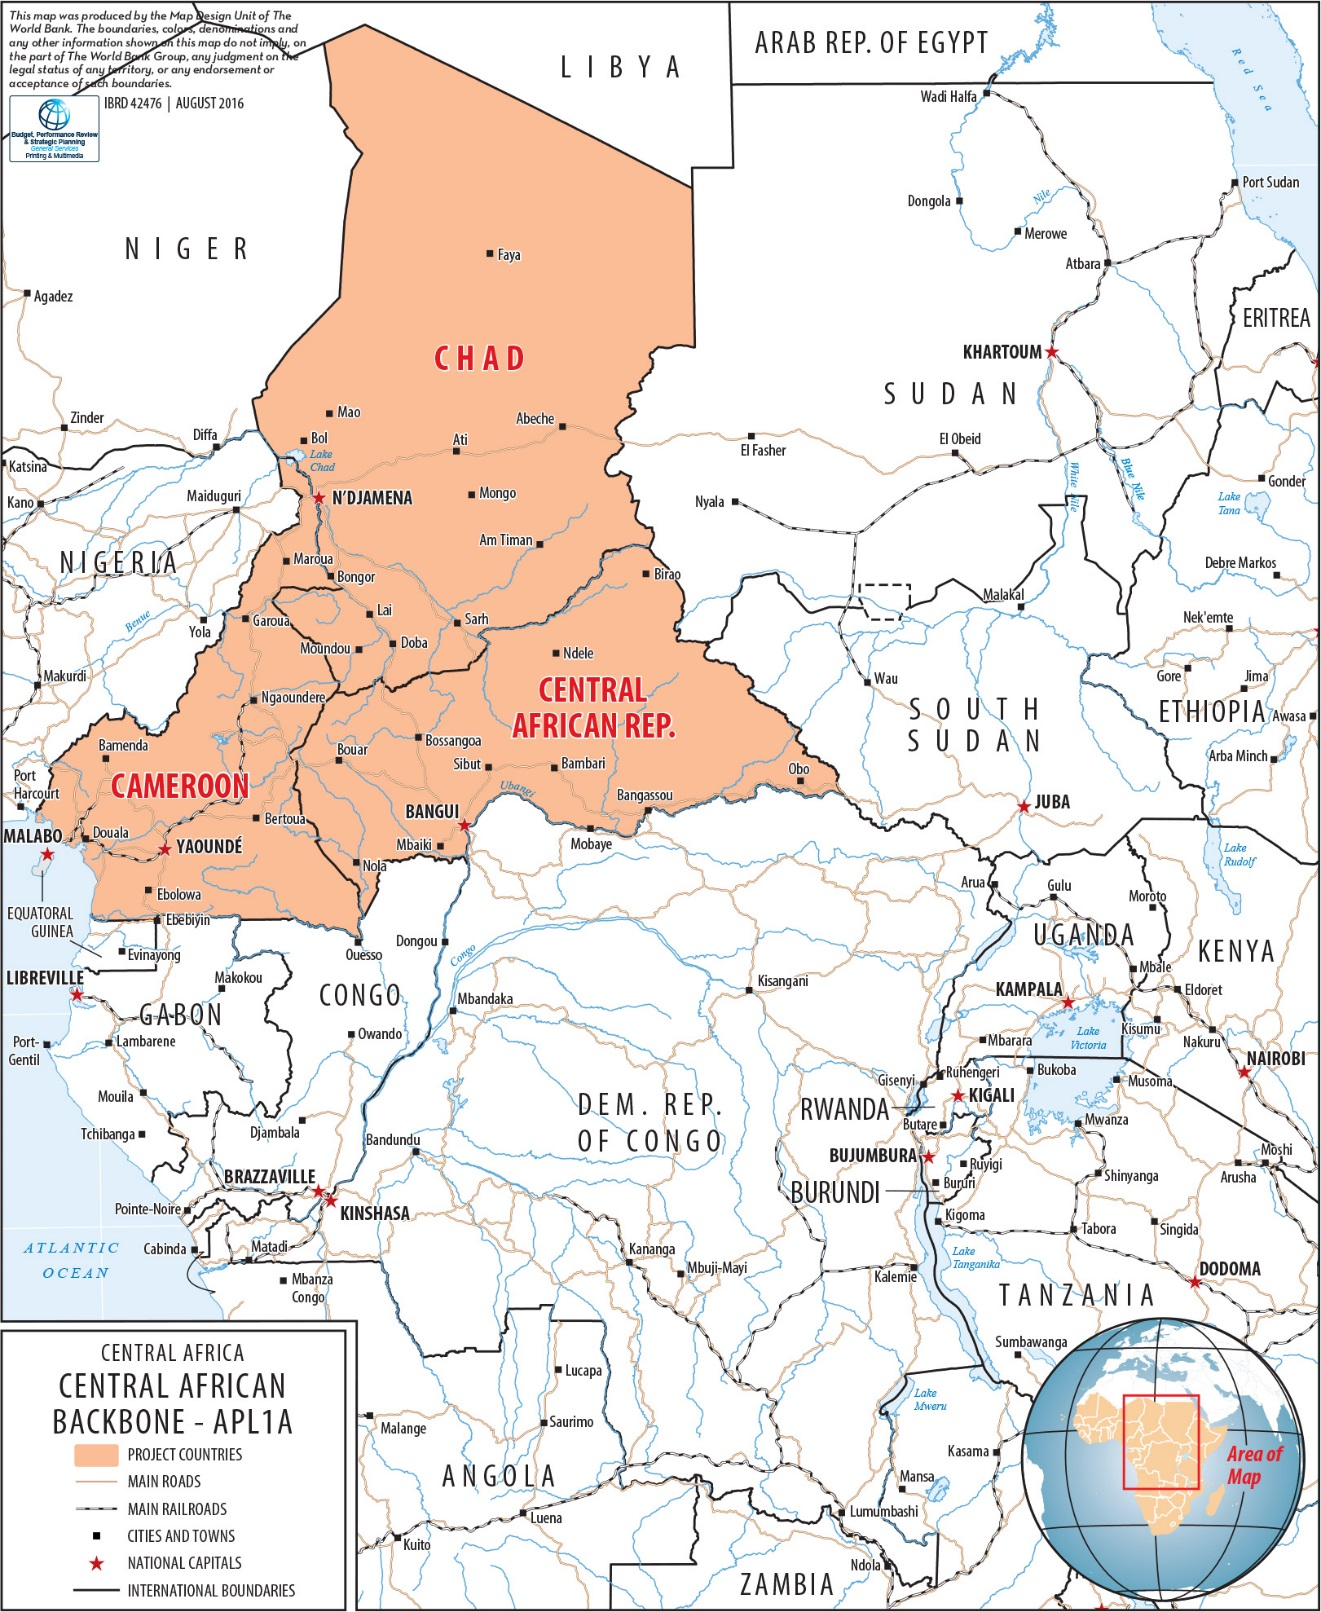 This map was produced by the Map Design Unit of The
World Bank. The boundaries, colors, denominations and
any other information shown on this map do not imply, on
the part of The World Bank Group, any judgment on the
legal status of any territory, or any endorsement or
acceptance of such boundaries.
IBRD 42476 | AUGUST 2016
Budget, Performance Review
& Strategic Planning
General Services
Printing & Multimedia
LIBYA
ARAB REP. OF EGYPT
Red Sea
Wadi Halfa
Port Sudan
Dongola
Nile
Merowe
NIGER
Faya
Atbara
Agadez
ERITREA
CHAD
KHARTOUM
SUDAN
Mao
Zinder
Abeche
Diffa
Bol
Ati
El Fasher
El Obeid
Lake
Chad
Katsina
White Nile
Blue Nile
Gonder
Kano
Maiduguri
N'DJAMENA
Mongo
Nyala
Lake
Tana
Am Timan
NIGERIA
Maroua
Debre Markos
Bongor
Birao
Malakal
Benue
Yola
Garoua
Lai
Sarh
Nek'emte
Moundou
Doba
Ndele
Makurdi
Wau
Gore
Jima
Ngaoundere
CENTRAL
AFRICAN REP.
SOUTH
SUDAN
ETHIOPIA
Awasa
Bamenda
Bouar
Bossangoa
Arba Minch
Sibut
Bambari
Obo
Port
Harcourt
CAMEROON
Ubangi
Bangassou
JUBA
BANGUI
Bertoua
MALABO
Douala
YAOUNDÉ
Mbaiki
Mobaye
Lake
Rudolf
Nola
Ebolowa
Arua
Gulu
Moroto
EQUATORAL
GUINEA
Ebebiyin
Dongou
UGANDA
Evinayong
Ouesso
Congo
KENYA
LIBREVILLE
Makokou
Kisangani
Mbale
CONGO
Mbandaka
KAMPALA
Eldoret
GABON
Owando
Lake
Victoria
Kisumu
Port-
Gentil
Lambarene
Mbarara
Nakuru
NAIROBI
Gisenyi
Ruhengeri
Bukoba
Musoma
Mouila
DEM. REP.
OF CONGO
RWANDA
KIGALI
Tchibanga
Djambala
Bandundu
Butare
Mwanza
BUJUMBURA
Ruyigi
Moshi
BRAZZAVILLE
BURUNDI
Bururi
Shinyanga
Arusha
Pointe-Noire
KINSHASA
Kigoma
Tabora
Singida
ATLANTIC
OCEAN
Cabinda
Matadi
Kananga
Mbuji-Mayi
Lake
Tanganika
Kalemie
DODOMA
Mbanza
Congo
TANZANIA
Sumbawanga
Lucapa
Lake
Mweru
Malange
Saurimo
Kasama
ANGOLA
Mansa
Luena
Lumumbashi
Kuito
Ndola
ZAMBIA
CENTRAL AFRICA
CENTRAL AFRICAN
BACKBONE - APL1A
PROJECT COUNTRIES
MAIN ROADS
MAIN RAILROADS
CITIES AND TOWNS
NATIONAL CAPITALS
INTERNATIONAL BOUNDARIES
Area of
Map